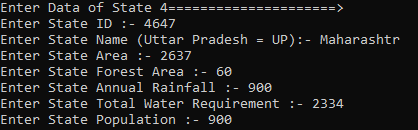 Enter Data of State 4=====================>
Enter State ID :- 4647
Enter State Name (Uttar Pradesh = UP):- Maharashtr
Enter State Area :- 2637
Enter State Forest Area :- 60
Enter State Annual Rainfall :- 900
Enter State Total Water Requirement :- 2334
Enter State Population :- 900